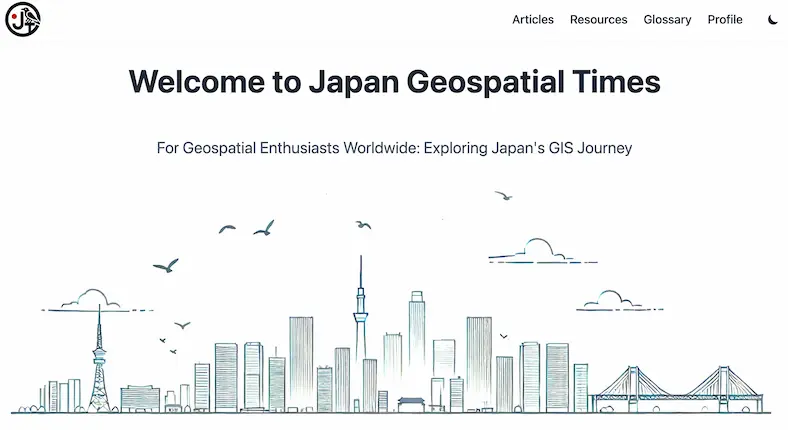 J
Articles Resources Glossary Profile
Welcome to Japan Geospatial Times
For Geospatial Enthusiasts Worldwide: Exploring Japan's GIS Journey